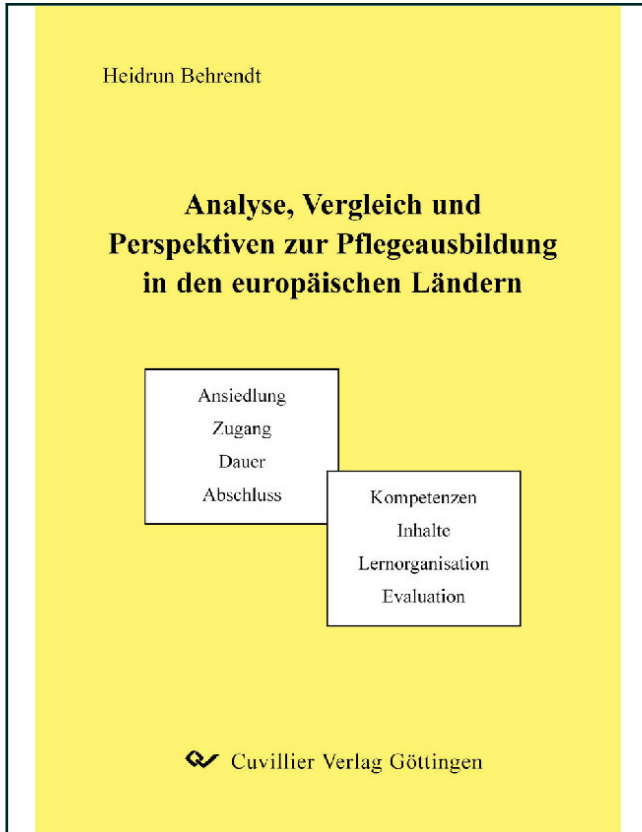 Heidrun Behrendt
Analyse, Vergleich und
Perspektiven zur Pflegeausbildung
in den europäischen Ländern
Ansiedlung
Zugang
Dauer
Abschluss
Kompetenzen
Inhalte
Lernorganisation
Evaluation
Cuvillier Verlag Göttingen